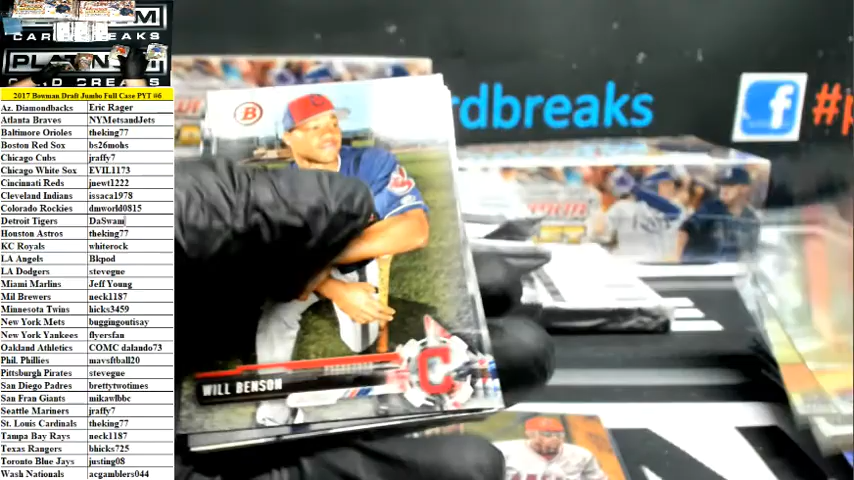 2017 Bowman Draft Jumbo Full Case PYT #6
Az. Diamondbacks Eric Rager
Atlanta Braves NYMetsandJets
Baltimore Orioles theking77
Boston Red Sox bs26mohs
Chicago Cubs jraffy7
Chicago White Sox EVIL1173
Cincinnati Reds jnewt1222
Cleveland Indians issaca1978
Colorado Rockies dmworld0815
Detroit Tigers DaSwamj
Houston Astros theking77
KC Royals whiterock
LA Angels Bkpod
LA Dodgers stevegue
Miami Marlins Jeff Young
Mil Brewers neck1187
Minnesota Twins hicks3459
New York Mets buggingoutisay
New York Yankees flyersfan
Oakland Athletics COMC dalando73
Phil. Phillies mavsftball20
Pittsburgh Pirates stevegue
San Diego Padres brettytwotimes
San Fran Giants mikawlbbc
Seattle Mariners jraffy7
St. Louis Cardinals theking77
Tampa Bay Rays neck1187
Texas Rangers bhicks725
Toronto Blue Jays justing08
Wash Nationals acgamblers044
B
C
WILL BENSON
rdbreaks
f